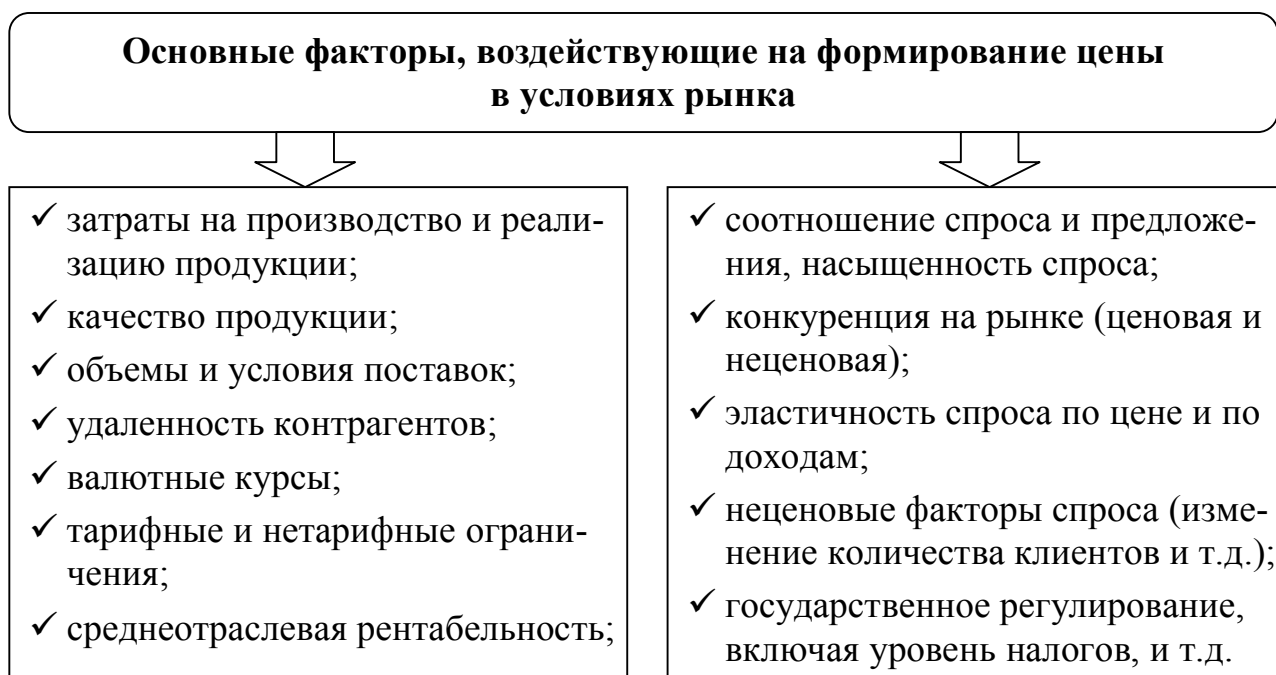 Основные факторы, воздействующие на формирование цены
в условиях рынка
✓ затраты на производство и реали-
зацию продукции;
✓ качество продукции;
✓ объемы и условия поставок;
✓ удаленность контрагентов;
✓ валютные курсы;
✓ тарифные и нетарифные ограни-
чения;
✓ среднеотраслевая рентабельность;
✓ соотношение спроса и предложе-
ния, насыщенность спроса;
✓ конкуренция на рынке (ценовая и
неценовая);
✓ эластичность спроса по цене и по
доходам;
✓ неценовые факторы спроса (изме-
нение количества клиентов и т.д.);
✓ государственное регулирование,
включая уровень налогов, и т.д.